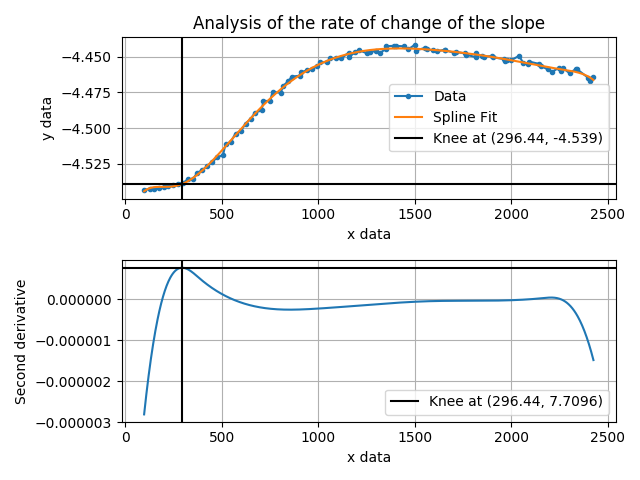 Analysis of the rate of change of the slope
−4.450
−4.475
−4.500
−4.525
y data
Data
Spline Fit
Knee at (296.44, -4.539)
0 500 1000 1500 2000 2500
x data
0.000000
−0.000001
−0.000002
−0.000003
Second derivative
Knee at (296.44, 7.7096)
0 500 1000 1500 2000 2500
x data